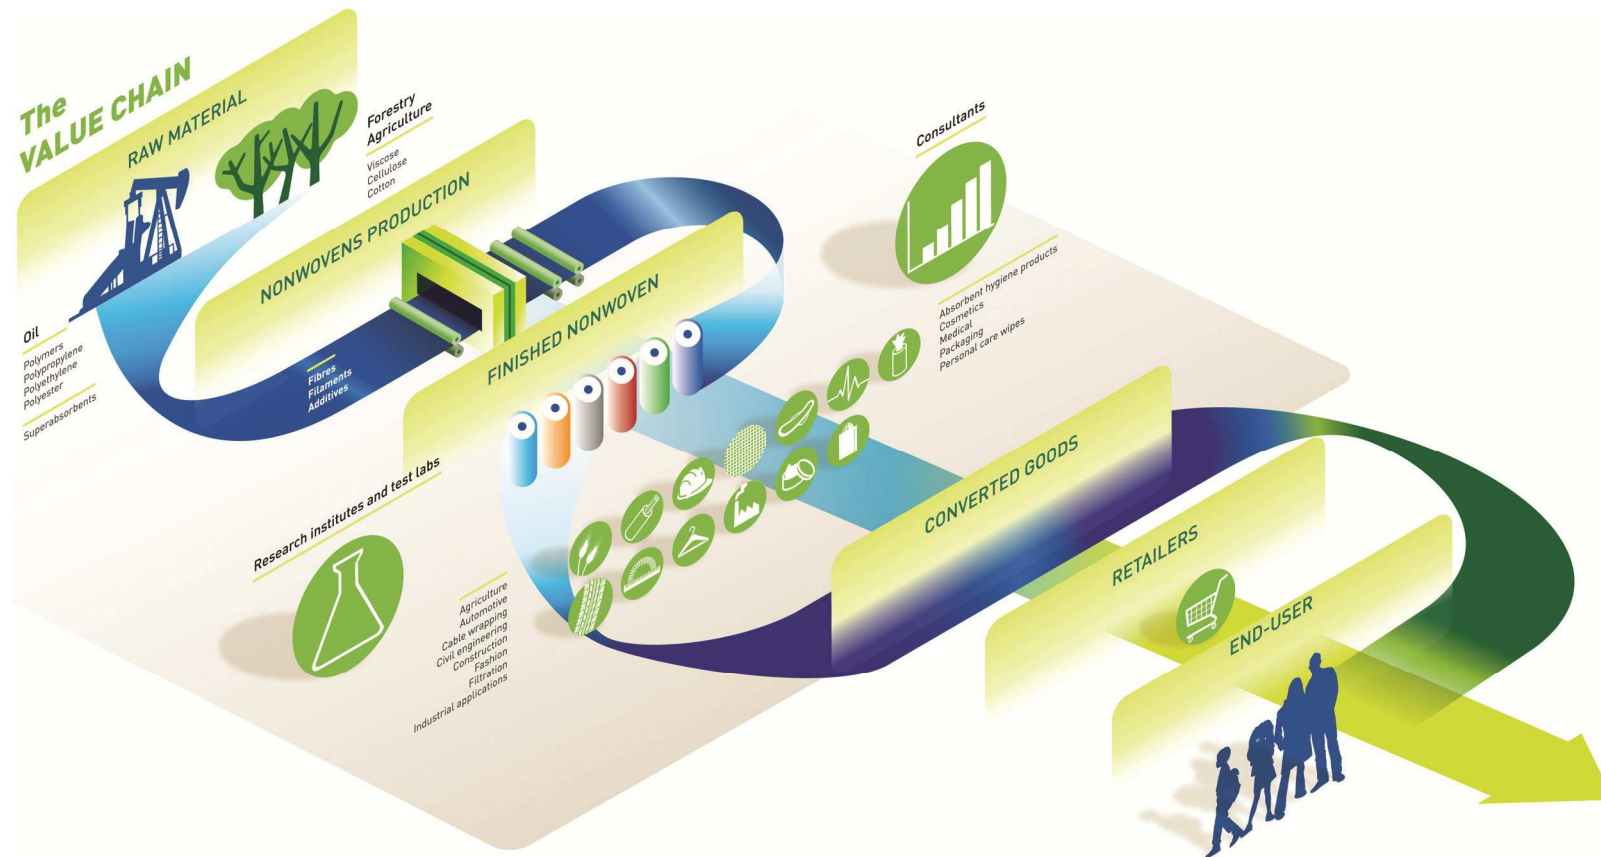 The
VALUE CHAIN
RAW MATERIAL
Forestry
Agriculture
Viscose
Cellulose
Cotton
Oil
Polymers
Polypropylene
Polyethylene
Polyester
Superabsorbents
NONWOVENS PRODUCTION
Fibres
Filaments
Additives
FINISHED NONWOVEN
Consultants
Absorbent hygiene products
Cosmetics
Medical
Packaging
Personal care wipes
Research institutes and test labs
Agriculture
Automotive
Cable wrapping
Civil engineering
Construction
Fashion
Filtration
Industrial applications
CONVERTED GOODS
RETAILERS
END-USER